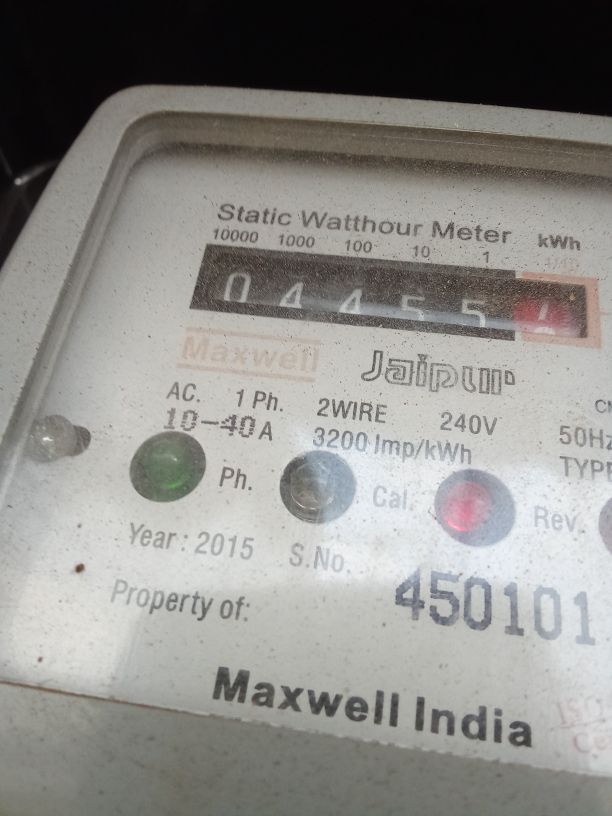 Static Watthour Meter kWh
10000 1000 100 10 1
0 4 4 5 5
Maxwell Jaipur
AC. 1 Ph. 2WIRE 240V 50Hz
10-40A 3200 Imp/kWh TYPE
Ph. Cal. Rev.
Year : 2015 S.No. 450101
Property of:
Maxwell India